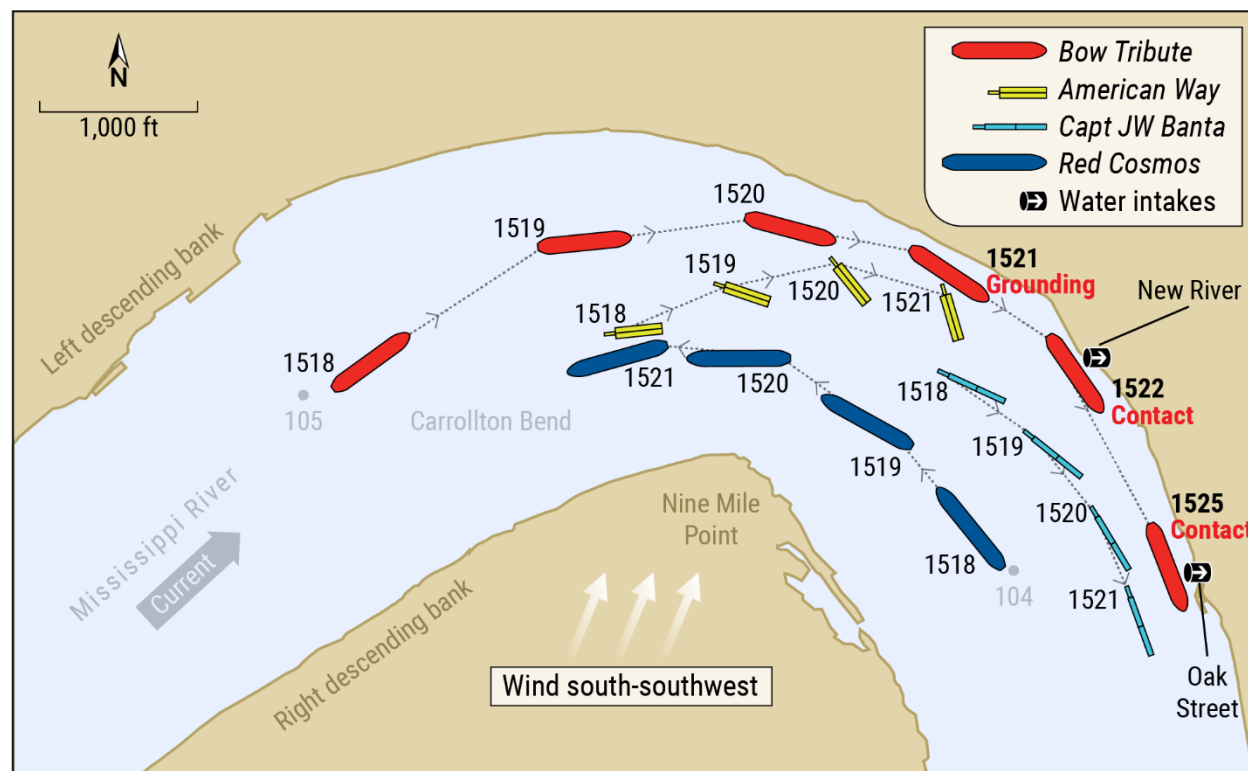 N
1,000 ft
Bow Tribute
American Way
Capt JW Banta
Red Cosmos
Water intakes
1520
1519
1519
1521
Grounding
New River
1520
1521
1518
1518
1518
1522
Contact
1521
1520
105
Carrollton Bend
1519
1519
Left descending bank
Nine Mile
Point
1520
1525
Contact
Mississippi River
Current
1518
104
1521
Right descending bank
Wind south-southwest
Oak
Street